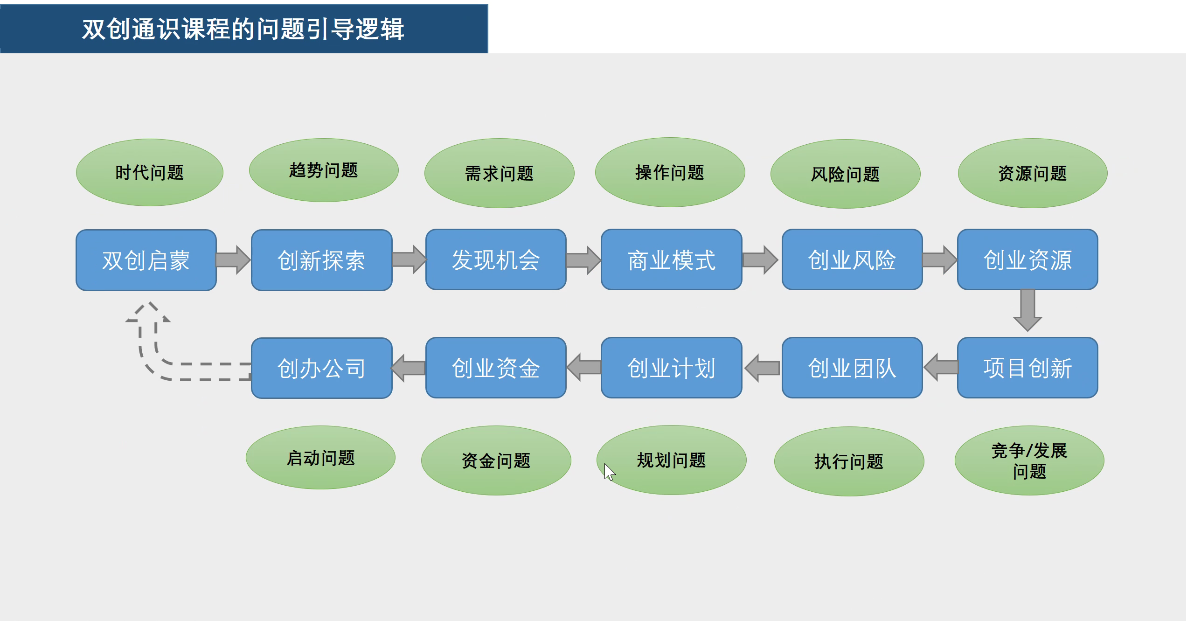 双创通识课程的问题引导逻辑
时代问题
趋势问题
需求问题
操作问题
风险问题
资源问题
双创启蒙
创新探索
发现机会
商业模式
创业风险
创业资源
创办公司
创业资金
创业计划
创业团队
项目创新
启动问题
资金问题
规划问题
执行问题
竞争/发展
问题